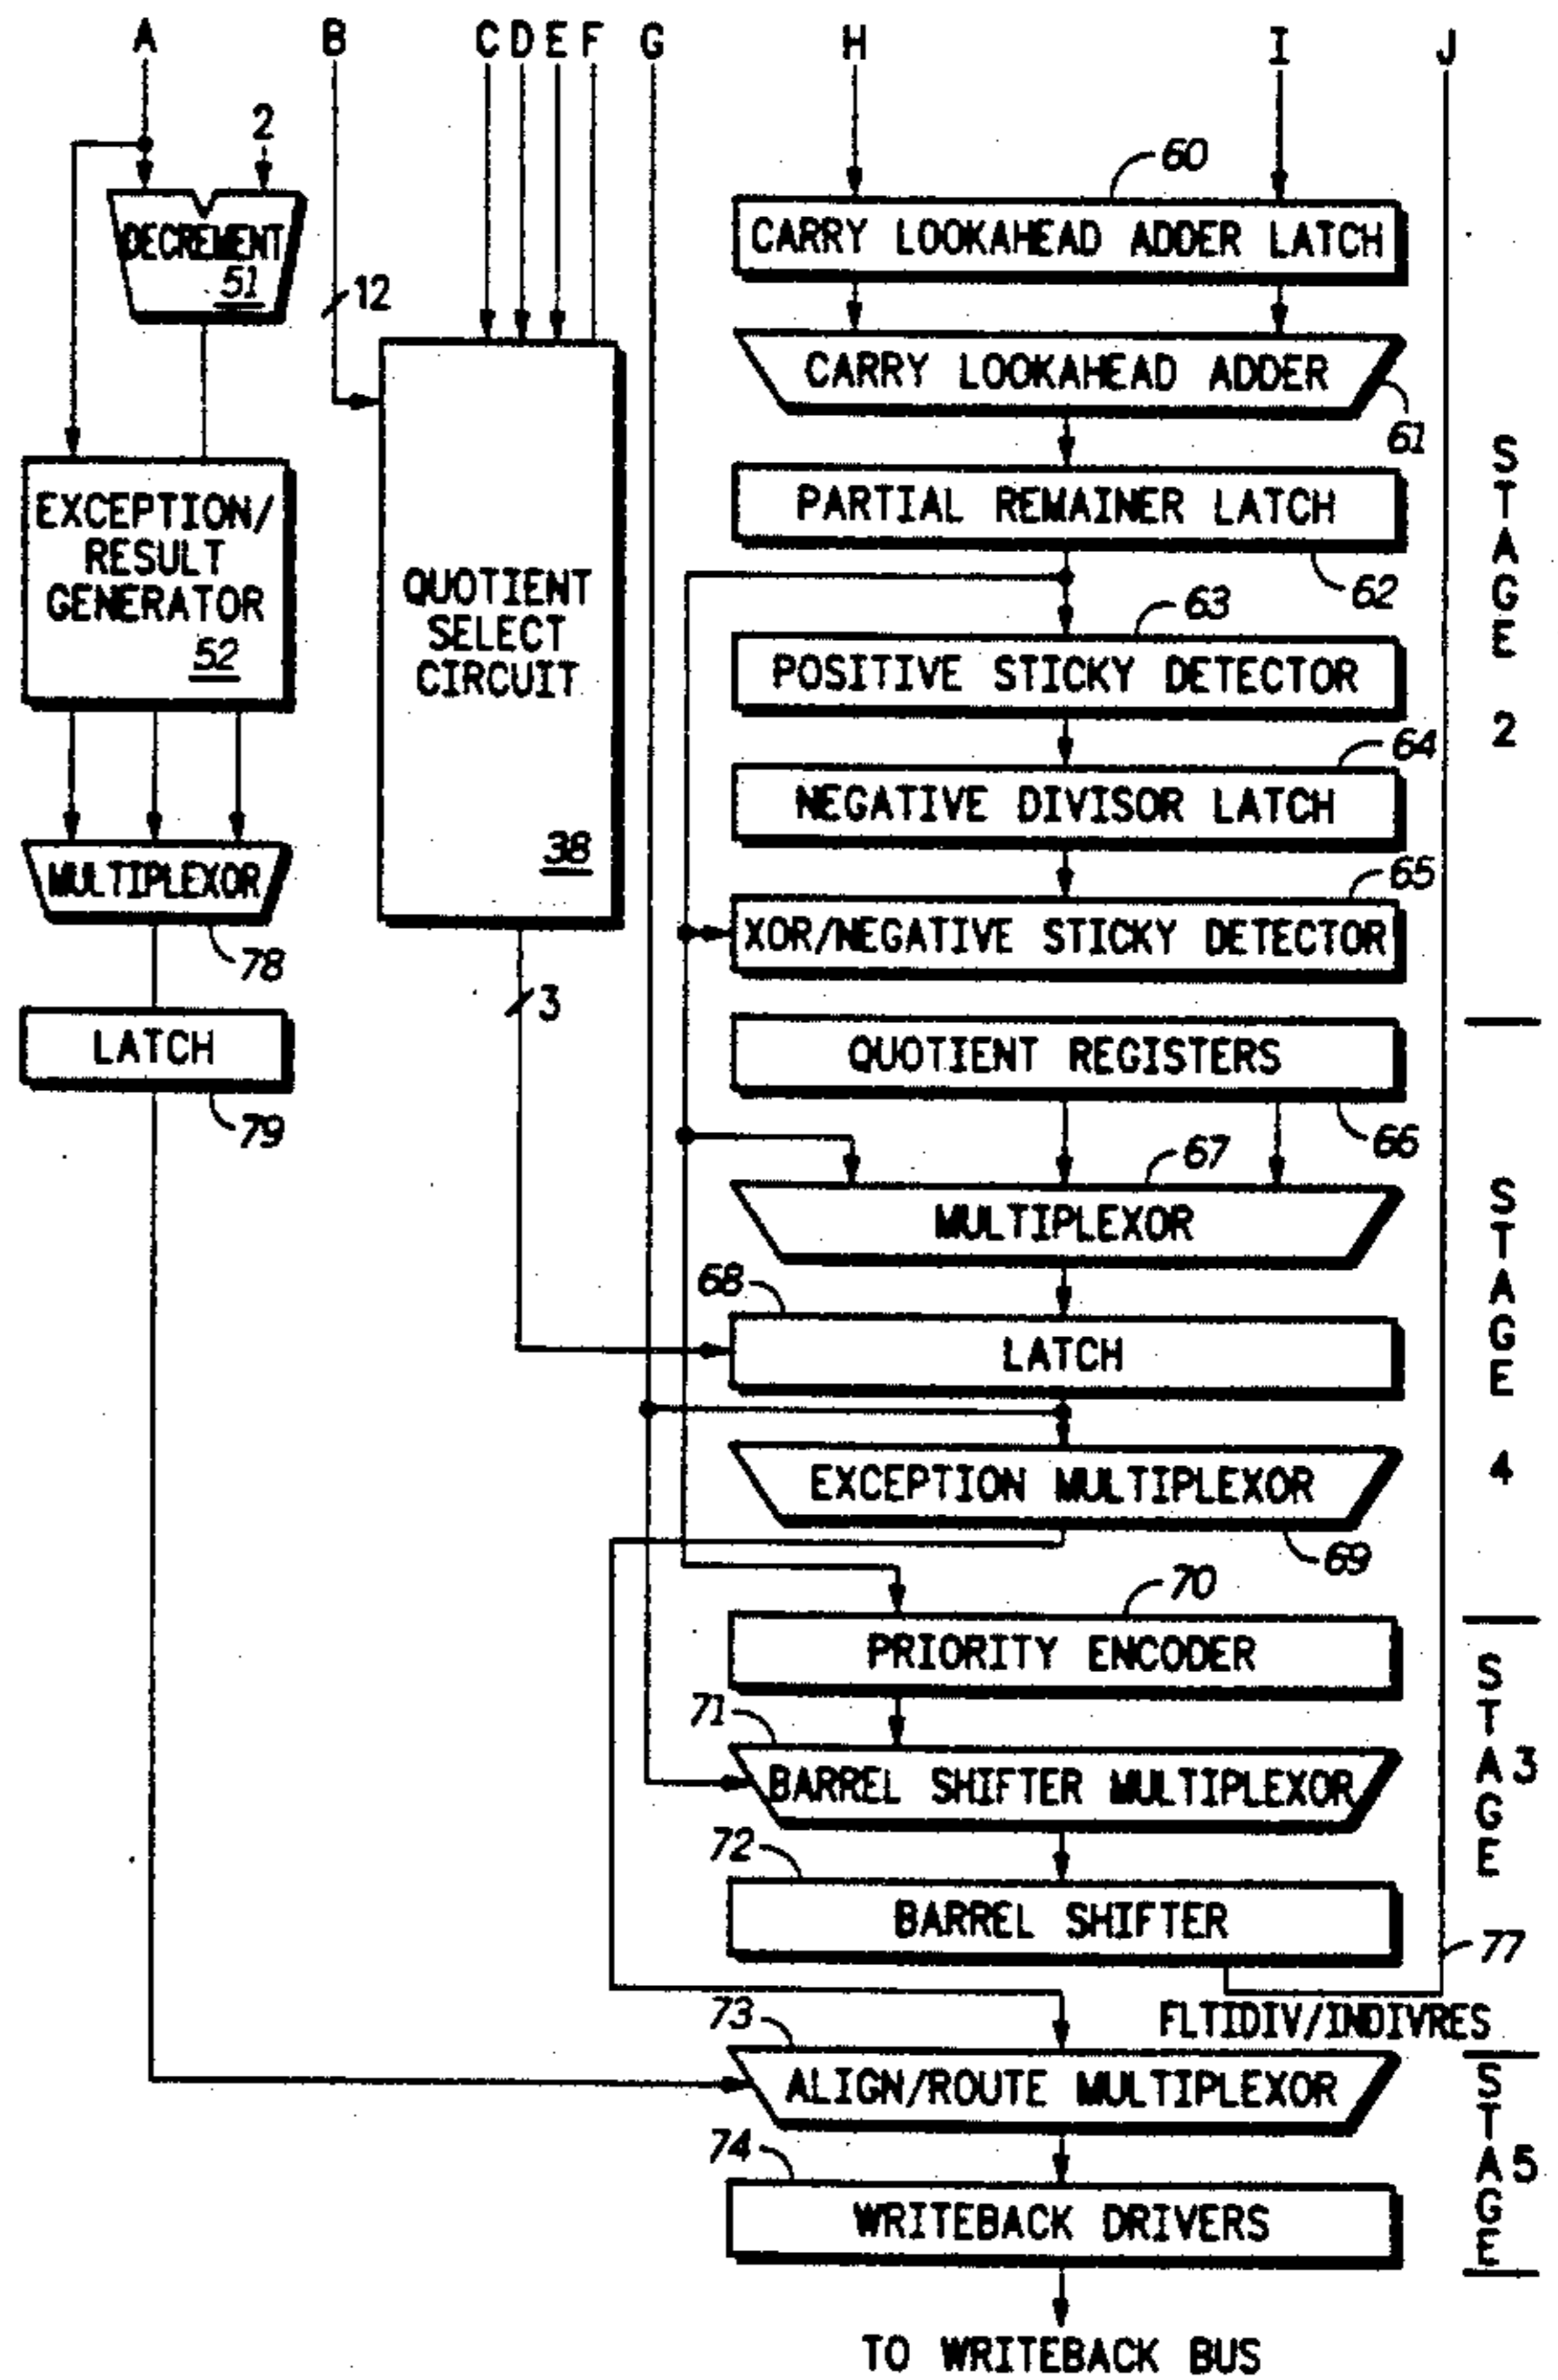 A B C D E F G H I J
2
DECREMENT
51
12
EXCEPTION/
RESULT
GENERATOR
52
MULTIPLEXOR
78
LATCH
79
QUOTIENT
SELECT
CIRCUIT
38
3
60
CARRY LOOKAHEAD ADDER LATCH
CARRY LOOKAHEAD ADDER
61
PARTIAL REMAINER LATCH
62
63
POSITIVE STICKY DETECTOR
64
NEGATIVE DIVISOR LATCH
65
XOR/NEGATIVE STICKY DETECTOR
STAGE 2
QUOTIENT REGISTERS
66
67
MULTIPLEXOR
68
LATCH
EXCEPTION MULTIPLEXOR
69
STAGE 4
70
PRIORITY ENCODER
71
BARREL SHIFTER MULTIPLEXOR
72
BARREL SHIFTER
STAGE 3
77
FLTIDIV/INDIVRES
73
ALIGN/ROUTE MULTIPLEXOR
74
WRITEBACK DRIVERS
STAGE 5
TO WRITEBACK BUS